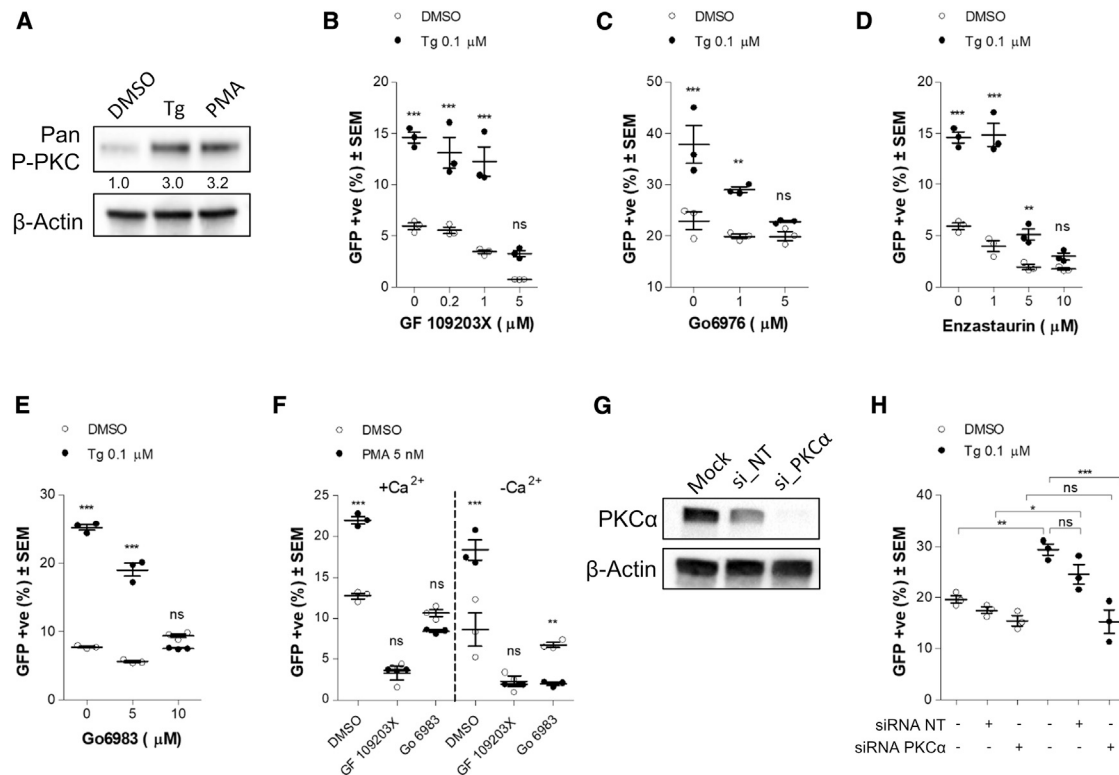 A
DMSO
Tg
PMA
Pan
P-PKC
1.0 3.0 3.2
β-Actin
B
DMSO
Tg 0.1 µM
GFP +ve (%) ± SEM
20
15
10
5
0
*** *** *** ns
0 0.2 1 5
GF 109203X ( µM)
C
DMSO
Tg 0.1 µM
GFP +ve (%) ± SEM
50
40
30
20
10
*** ** ns
0 1 5
Go6976 ( µM)
D
DMSO
Tg 0.1 µM
GFP +ve (%) ± SEM
20
15
10
5
0
*** *** ** ns
0 1 5 10
Enzastaurin ( µM)
E
DMSO
Tg 0.1 µM
GFP +ve (%) ± SEM
30
20
10
0
*** *** ns
0 5 10
Go6983 ( µM)
F
DMSO
PMA 5 nM
+Ca2+ -Ca2+
GFP +ve (%) ± SEM
25
20
15
10
5
0
*** ns ns *** ns **
DMSO
GF 109203X
Go 6983
DMSO
GF 109203X
Go 6983
G
Mock
si_NT
si_PKCα
PKCα
β-Actin
H
DMSO
Tg 0.1 µM
GFP +ve (%) ± SEM
40
30
20
10
0
***
ns
*
** ns
siRNA NT - + - - + -
siRNA PKCα - - + - - +